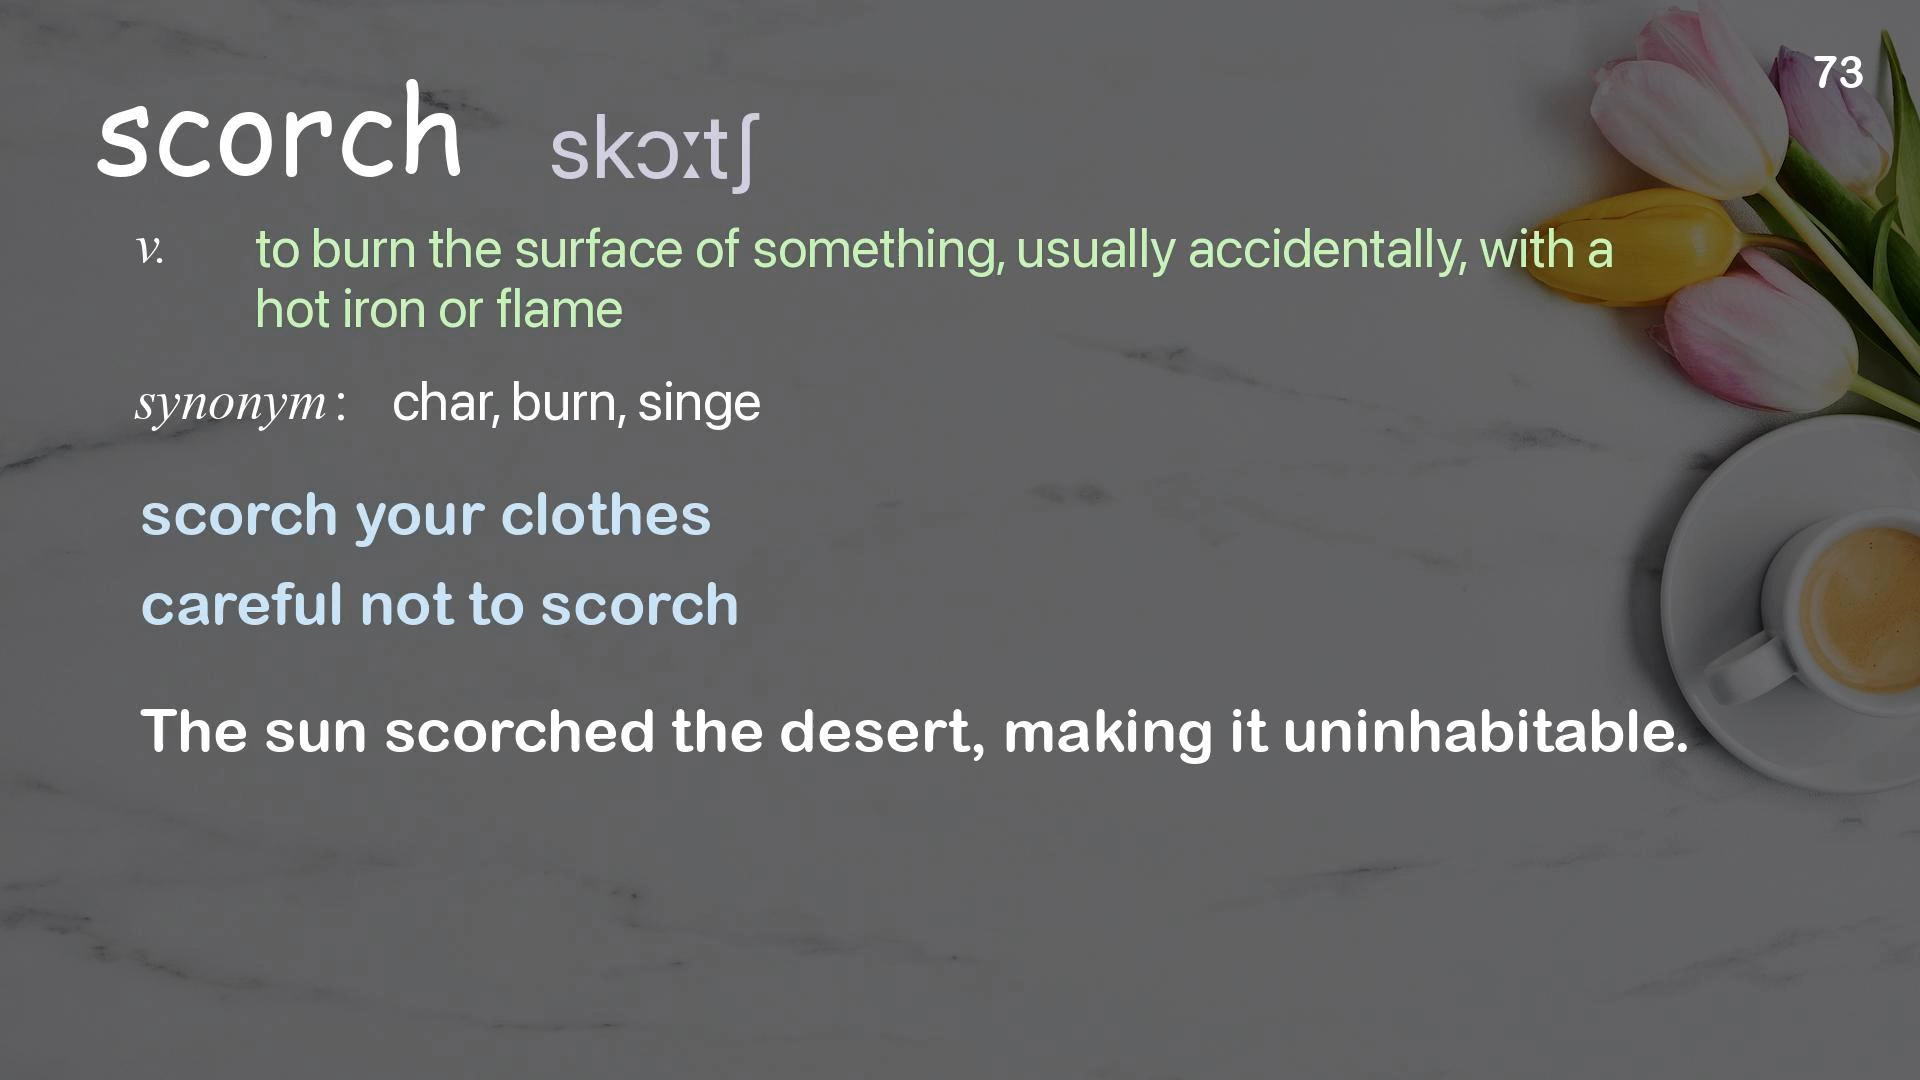 73
scorch skɔːtʃ
v. to burn the surface of something, usually accidentally, with a
hot iron or flame
synonym: char, burn, singe
scorch your clothes
careful not to scorch
The sun scorched the desert, making it uninhabitable.